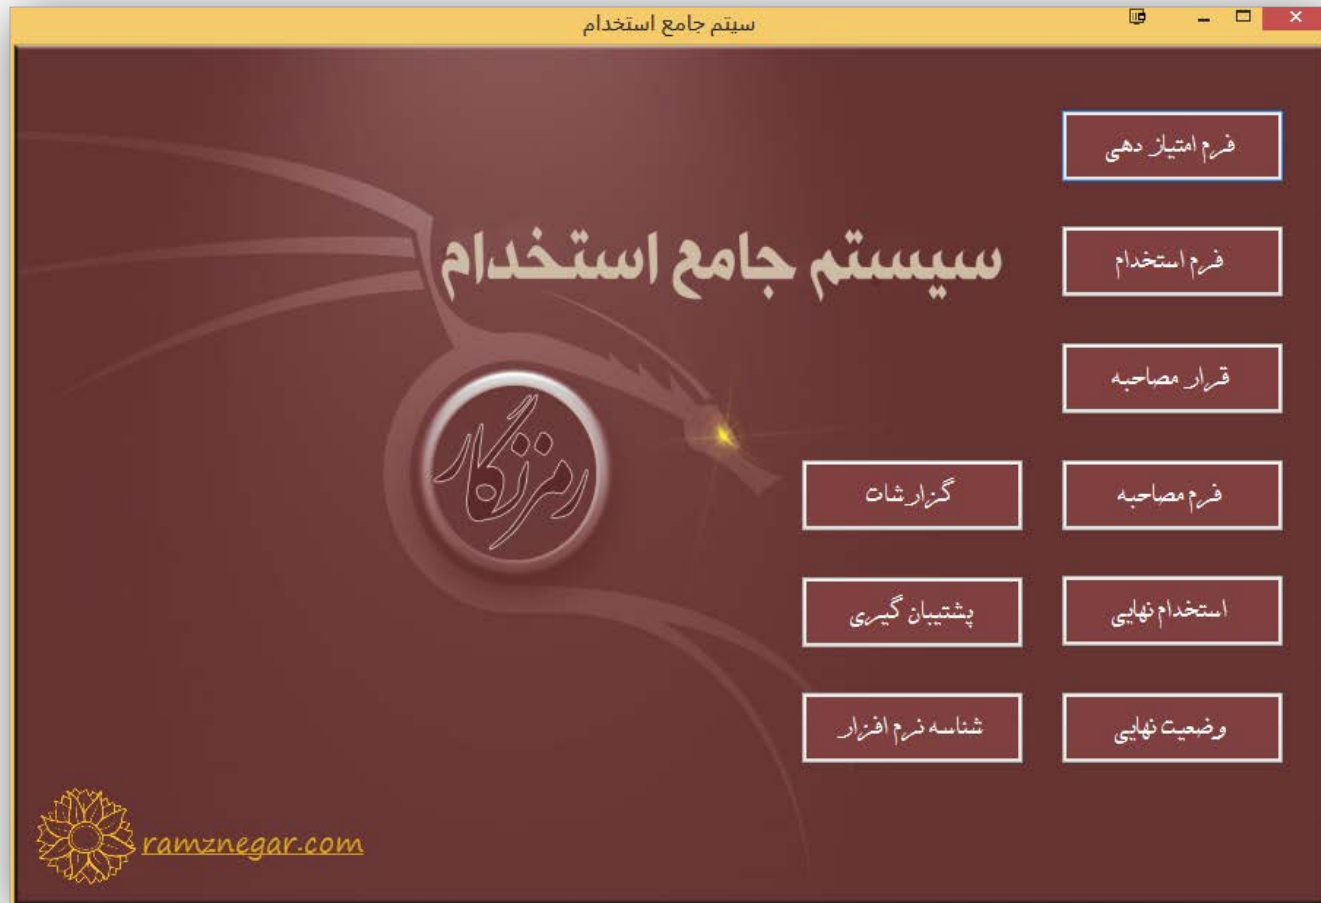 سیتم جامع استخدام
فرم امتیاز دهی
سیستم جامع استخدام
فرم استخدام
قرار مصاحبه
رمزنگار
فرم مصاحبه
گزارشات
استخدام نهایی
پشتیبان گیری
وضعیت نهایی
شناسه نرم افزار
ramznegar.com